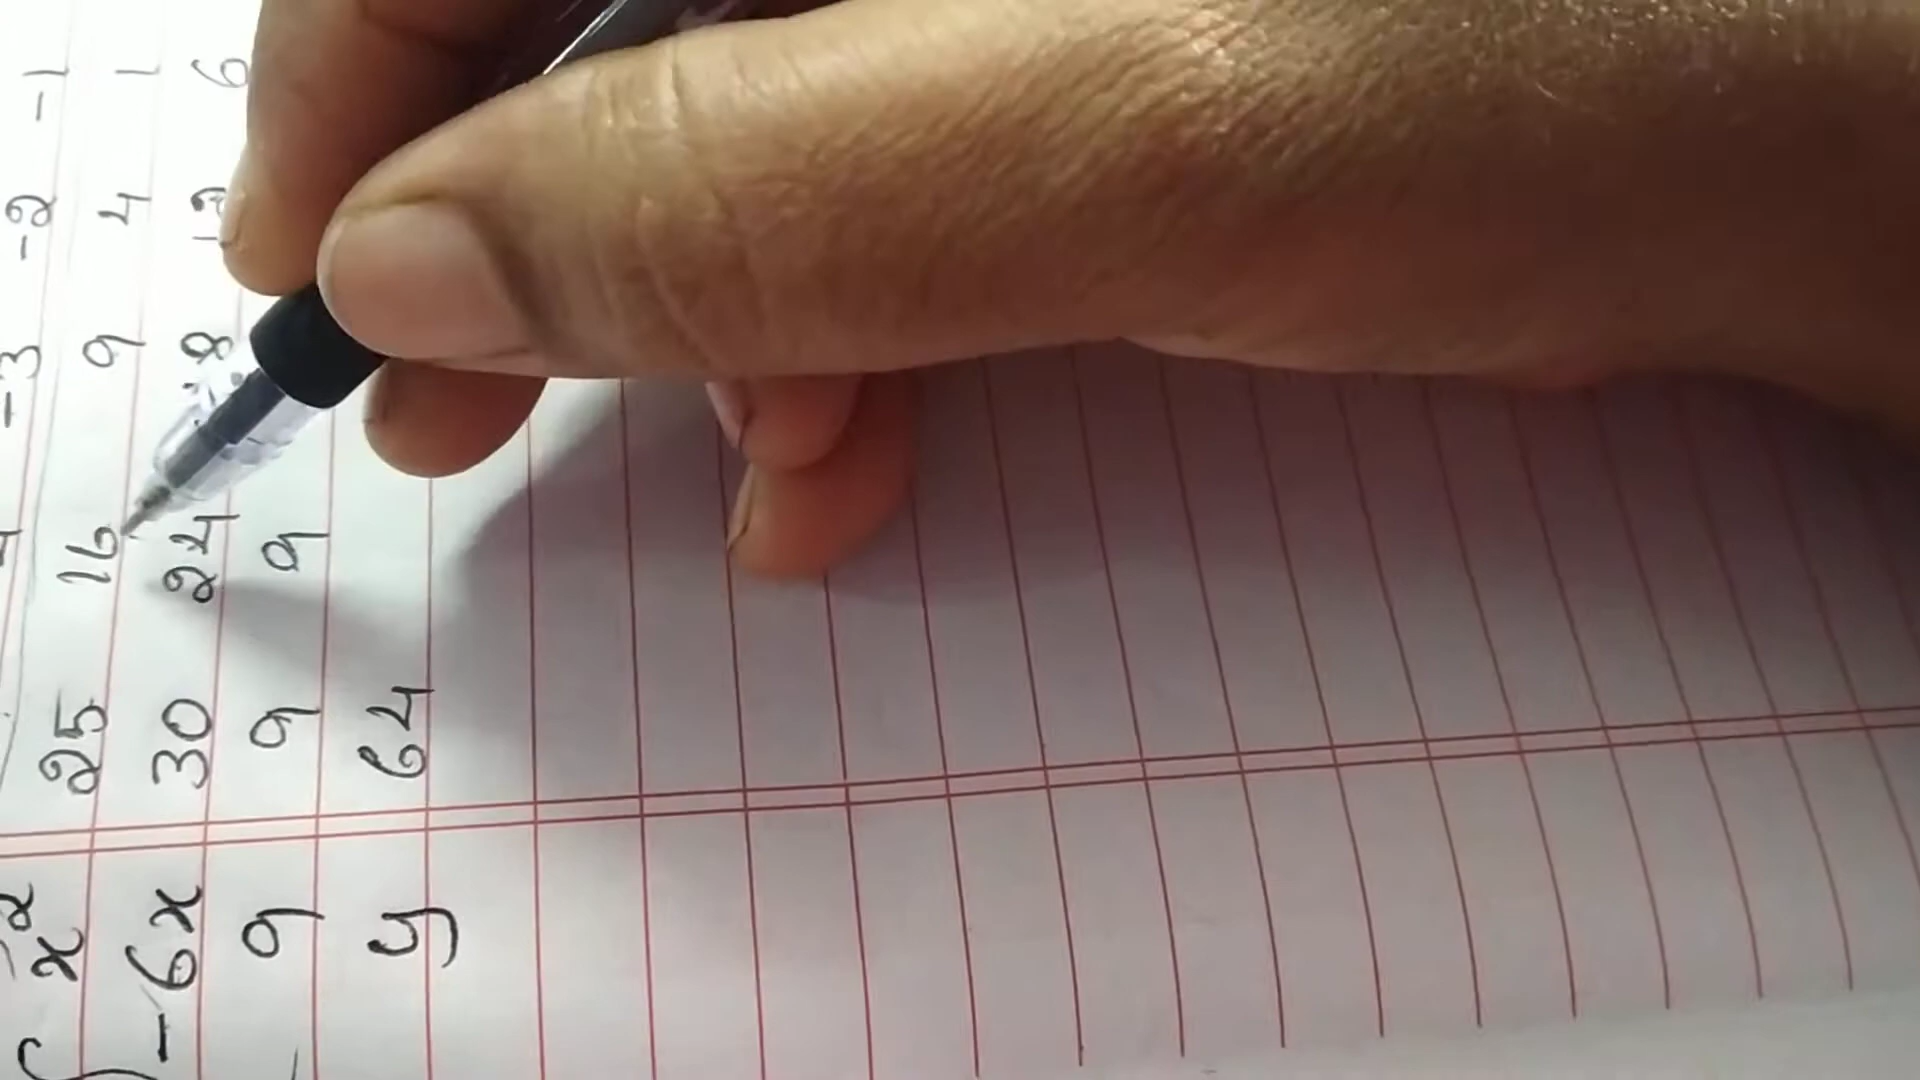 -3 -2 -1
x² 25 16 9 4 1
-6x 30 24 18 12 6
9 9 9
y 64